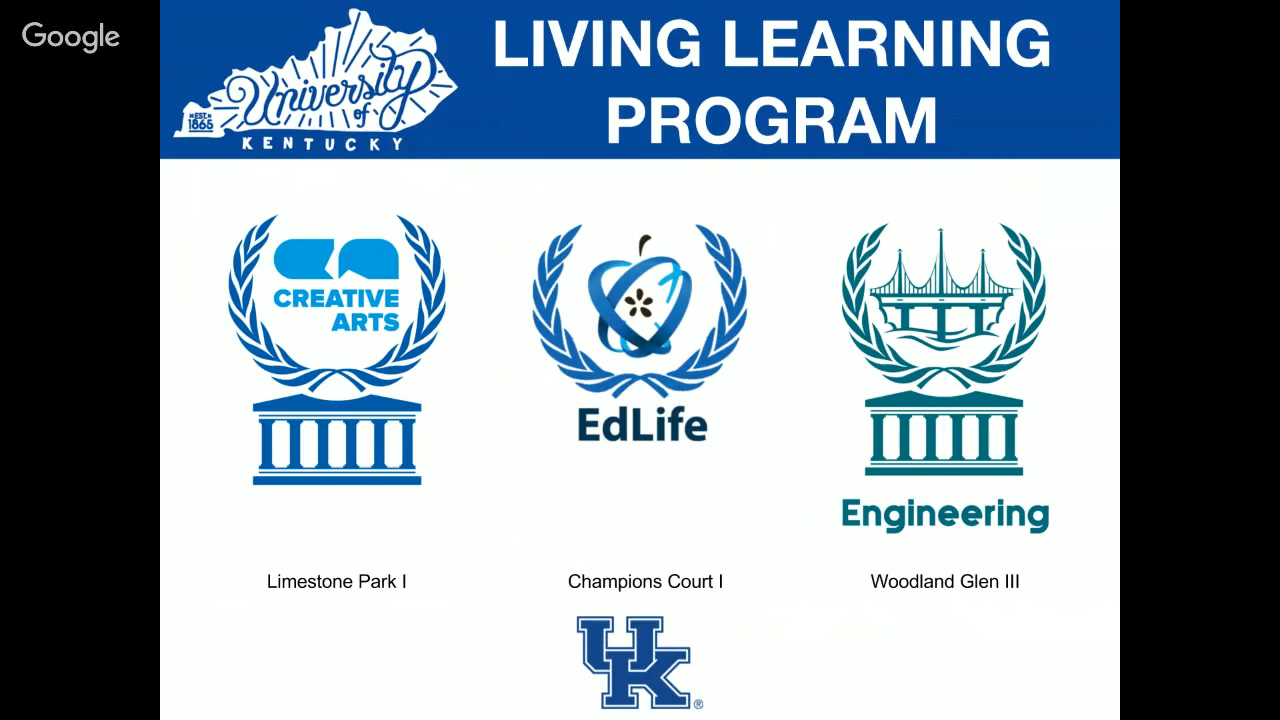 Google
University
of
KENTUCKY
EST.
1865
LIVING LEARNING
PROGRAM
CREATIVE
ARTS
EdLife
Engineering
Limestone Park I
Champions Court I
Woodland Glen III
UK®